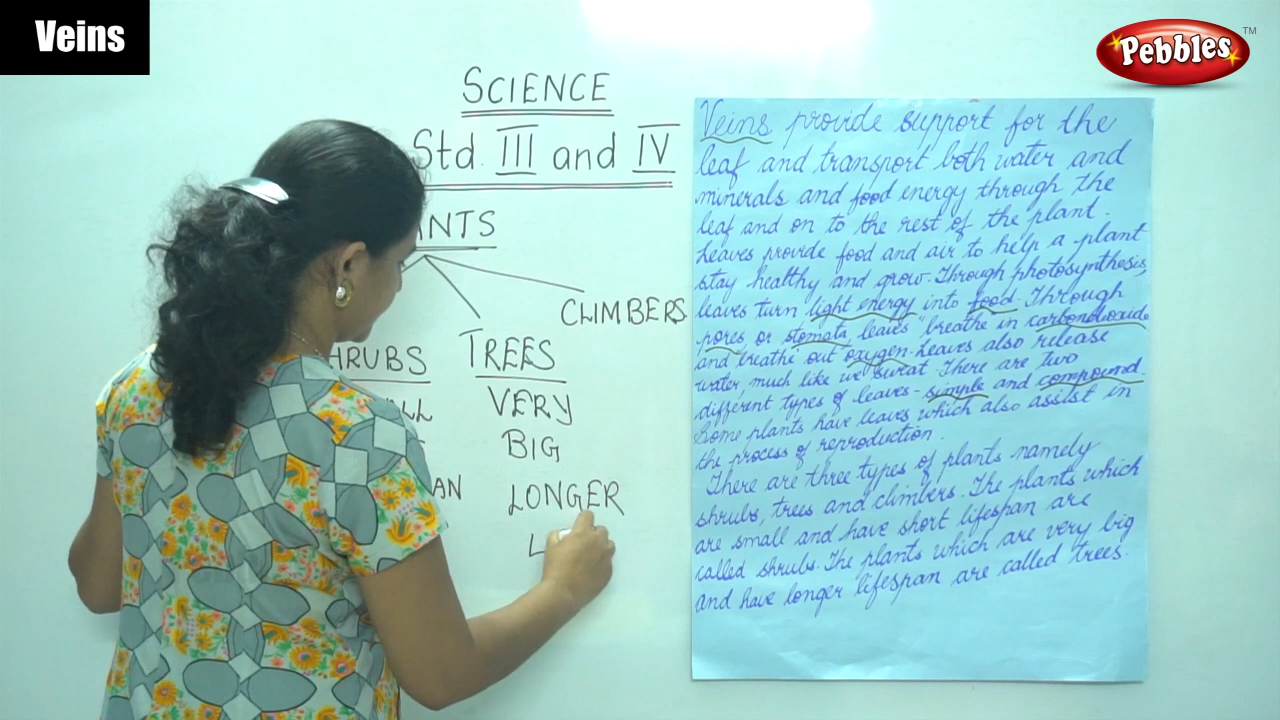 Veins
Pebbles
TM
SCIENCE
Std. III and IV
CLIMBERS
TREES
VERY
BIG
LONGER
Veins provide support for the
leaf and transport both water and
minerals and food energy through the
leaf and on to the rest of the plant.
Leaves provide food and air to help a plant
stay healthy and grow. Through photosynthesis,
leaves turn light energy into food. Through
pores or stomata leaves "breathe in carbondioxide
and breathe out oxygen. Leaves also release
water, much like we sweat. There are two
different types of leaves - simple and compound.
Some plants have leaves which also assist in
the process of reproduction.
There are three types of plants namely
shrubs, trees and climbers. The plants which
are small and have short lifespan are
called shrubs. The plants which are very big
and have longer lifespan are called trees.